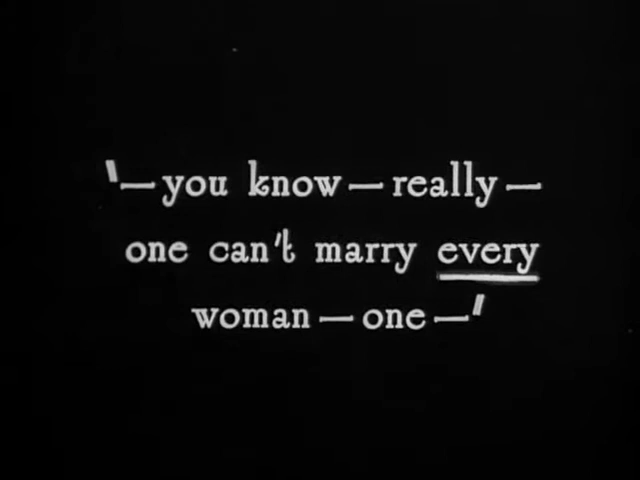 '—you know—really—
one can't marry every
woman—one—'